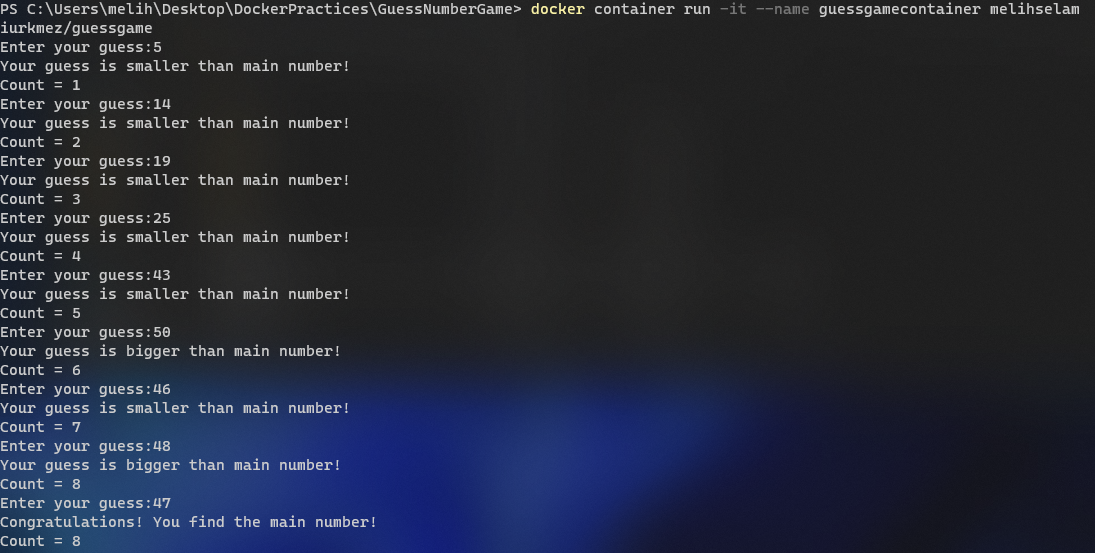 PS C:\Users\melih\Desktop\DockerPractices\GuessNumberGame> docker container run -it --name guessgamecontainer melihselam
iurkmez/guessgame
Enter your guess:5
Your guess is smaller than main number!
Count = 1
Enter your guess:14
Your guess is smaller than main number!
Count = 2
Enter your guess:19
Your guess is smaller than main number!
Count = 3
Enter your guess:25
Your guess is smaller than main number!
Count = 4
Enter your guess:43
Your guess is smaller than main number!
Count = 5
Enter your guess:50
Your guess is bigger than main number!
Count = 6
Enter your guess:46
Your guess is smaller than main number!
Count = 7
Enter your guess:48
Your guess is bigger than main number!
Count = 8
Enter your guess:47
Congratulations! You find the main number!
Count = 8